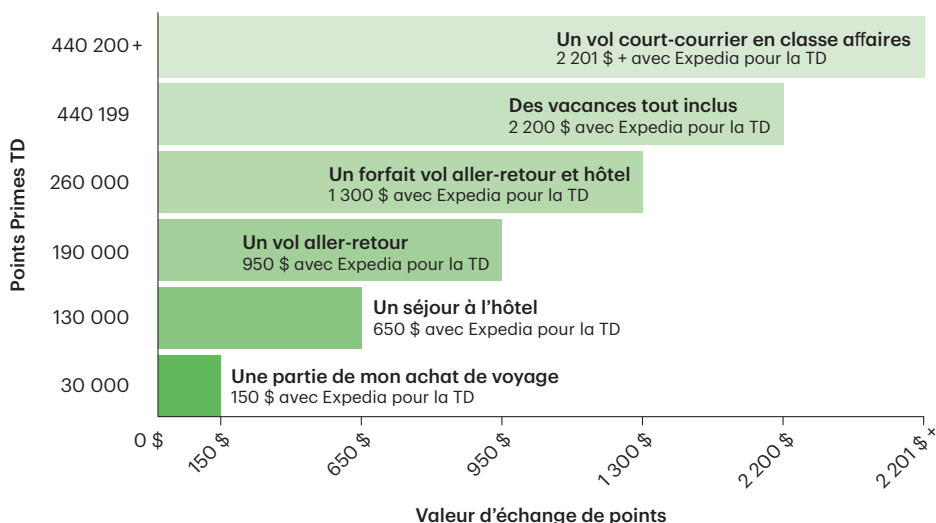 Points Primes TD
440 200 +
Un vol court-courrier en classe affaires
2 201 $ + avec Expedia pour la TD
440 199
Des vacances tout inclus
2 200 $ avec Expedia pour la TD
260 000
Un forfait vol aller-retour et hôtel
1 300 $ avec Expedia pour la TD
190 000
Un vol aller-retour
950 $ avec Expedia pour la TD
130 000
Un séjour à l’hôtel
650 $ avec Expedia pour la TD
30 000
Une partie de mon achat de voyage
150 $ avec Expedia pour la TD
0 $
150 $
650 $
950 $
1 300 $
2 200 $
2 201 $ +
Valeur d’échange de points